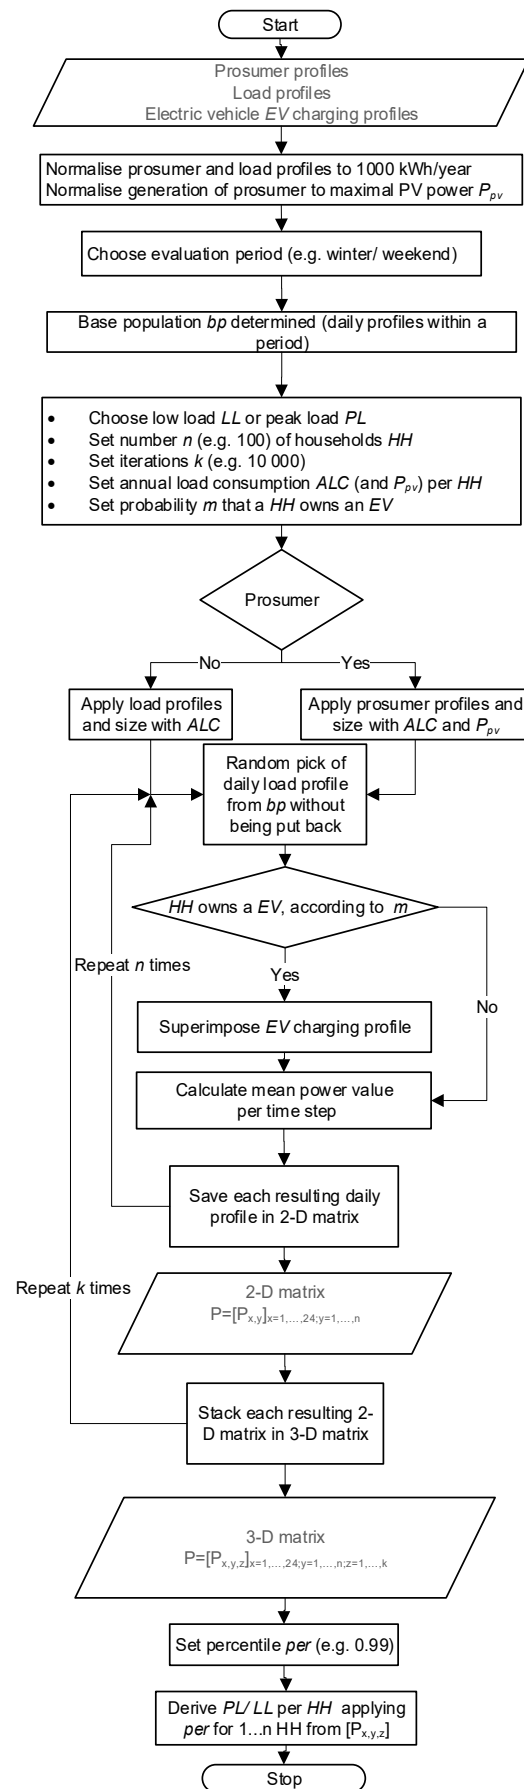 Start
Prosumer profiles
Load profiles
Electric vehicle EV charging profiles
Normalise prosumer and load profiles to 1000 kWh/year
Normalise generation of prosumer to maximal PV power Ppv
Choose evaluation period (e.g. winter/ weekend)
Base population bp determined (daily profiles within a
period)
• Choose low load LL or peak load PL
• Set number n (e.g. 100) of households HH
• Set iterations k (e.g. 10 000)
• Set annual load consumption ALC (and Ppv) per HH
• Set probability m that a HH owns an EV
Prosumer
No
Yes
Apply load profiles
and size with ALC
Apply prosumer profiles and
size with ALC and Ppv
Random pick of
daily load profile
from bp without
being put back
HH owns a EV, according to m
Repeat n times
Yes
No
Superimpose EV charging profile
Calculate mean power value
per time step
Save each resulting daily
profile in 2-D matrix
Repeat k times
2-D matrix
P=[Px,y]x=1,...,24;y=1,...,n
Stack each resulting 2-
D matrix in 3-D matrix
3-D matrix
P=[Px,y,z]x=1,...,24;y=1,...,n;z=1,...,k
Set percentile per (e.g. 0.99)
Derive PL/ LL per HH applying
per for 1...n HH from [Px,y,z]
Stop